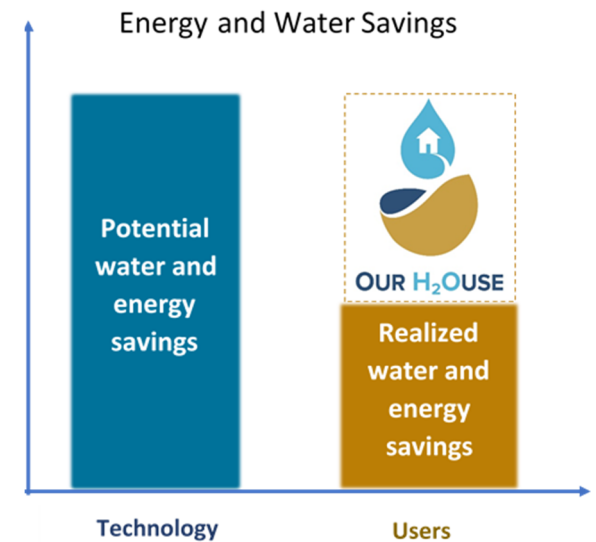 Energy and Water Savings
Potential
water and
energy
savings
OUR H₂OUSE
Realized
water and
energy
savings
Technology
Users